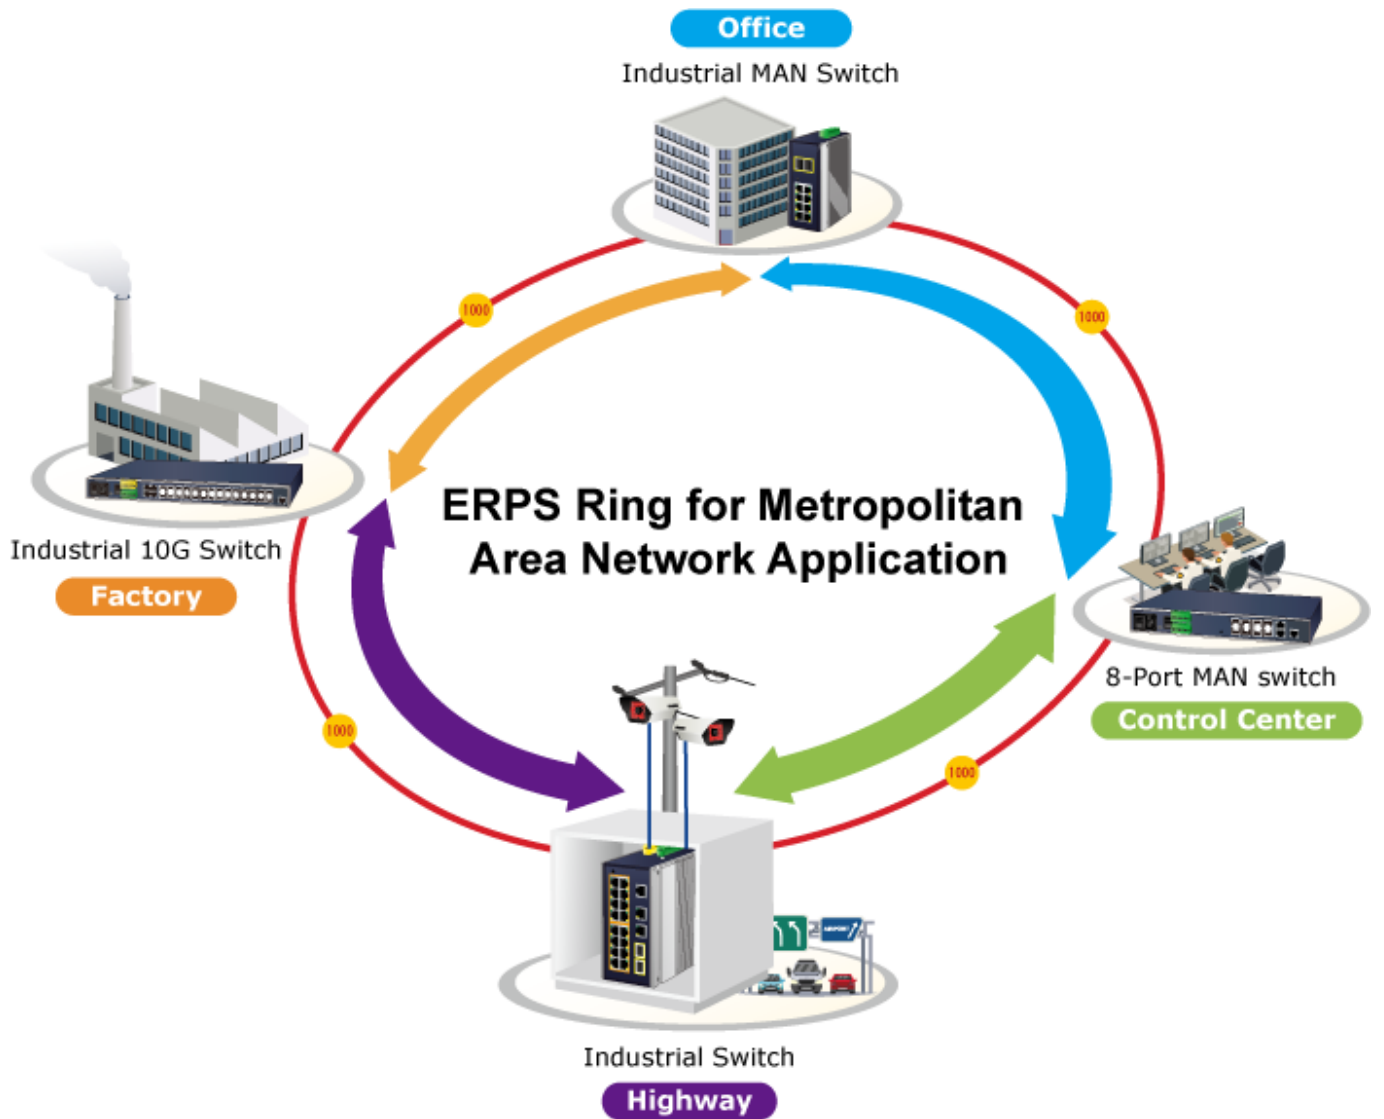 Office
Industrial MAN Switch
1000
1000
ERPS Ring for Metropolitan
Area Network Application
Industrial 10G Switch
Factory
8-Port MAN switch
Control Center
1000
1000
AIRPORT
Industrial Switch
Highway